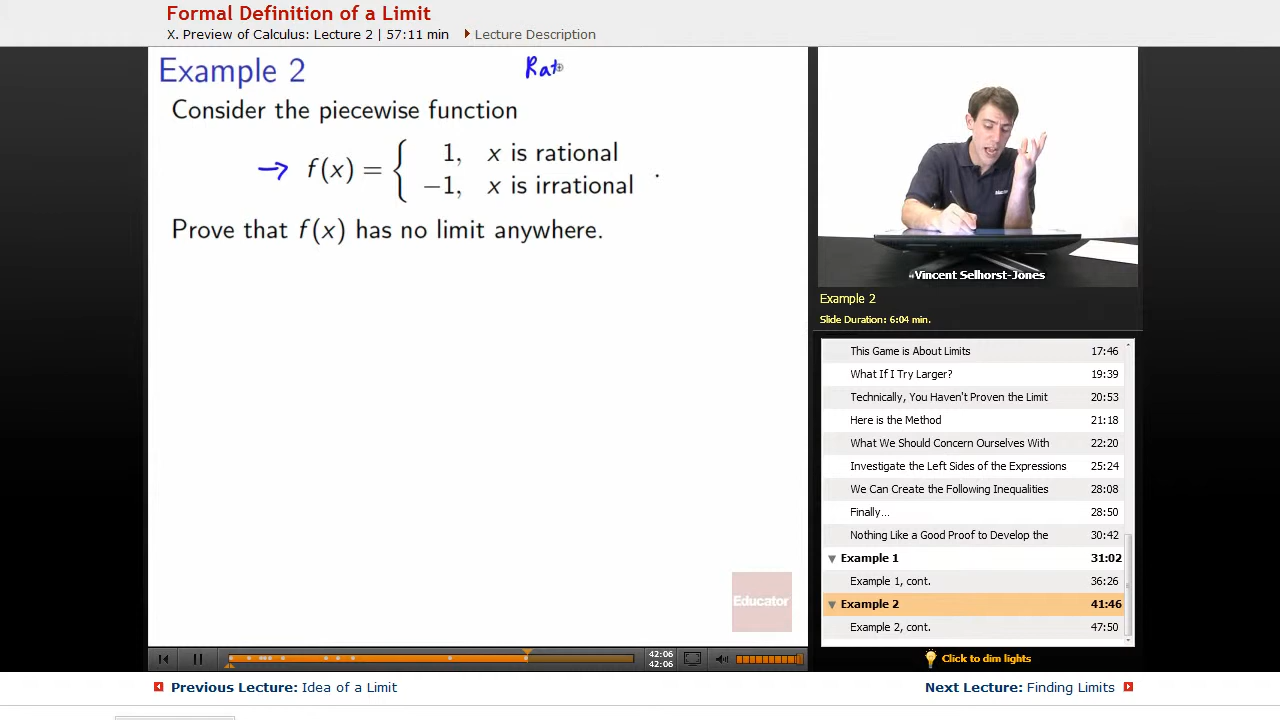 Formal Definition of a Limit
X. Preview of Calculus: Lecture 2 | 57:11 min
Lecture Description
Example 2
Rat
Consider the piecewise function
→ f(x) = { 1, x is rational
−1, x is irrational .
Prove that f(x) has no limit anywhere.
Educator
Vincent Selhorst-Jones
Example 2
Slide Duration: 6:04 min.
This Game is About Limits 17:46
What If I Try Larger? 19:39
Technically, You Haven't Proven the Limit 20:53
Here is the Method 21:18
What We Should Concern Ourselves With 22:20
Investigate the Left Sides of the Expressions 25:24
We Can Create the Following Inequalities 28:08
Finally... 28:50
Nothing Like a Good Proof to Develop the 30:42
Example 1 31:02
Example 1, cont. 36:26
Example 2 41:46
Example 2, cont. 47:50
42:06
42:06
Click to dim lights
Previous Lecture: Idea of a Limit
Next Lecture: Finding Limits